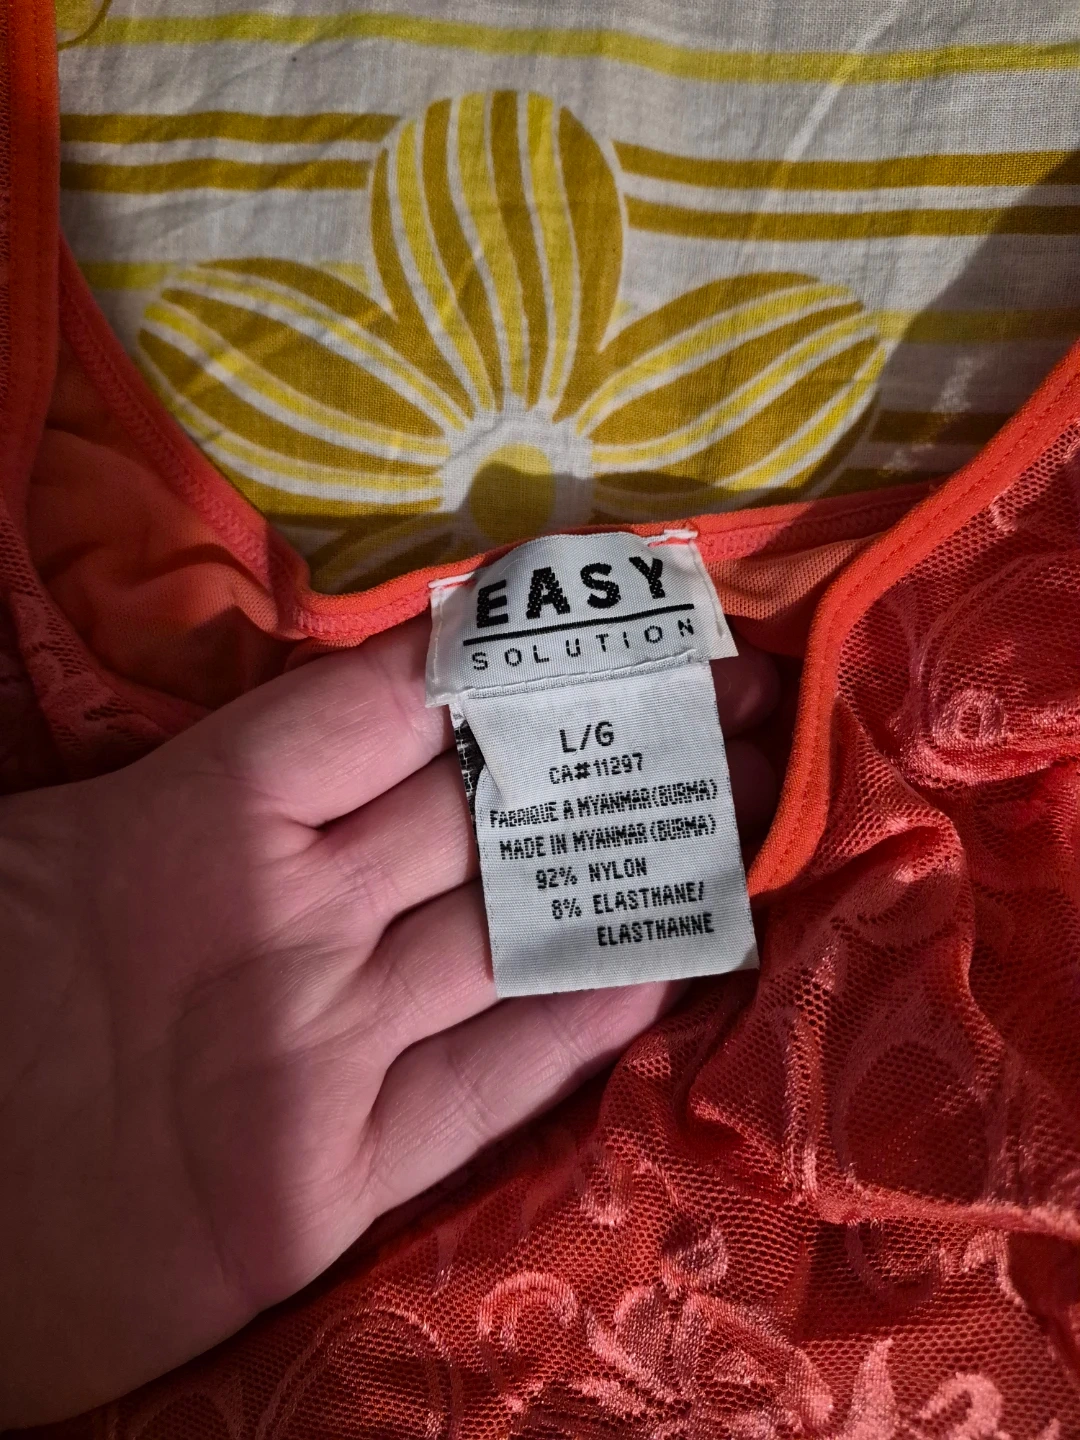 EASY
SOLUTION
L/G
CA#11297
FABRIQUE A MYANMAR(BURMA)
MADE IN MYANMAR (BURMA)
92% NYLON
8% ELASTHANE/
ELASTHANNE